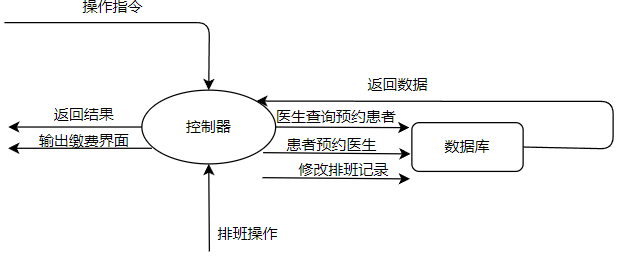 操作指令
返回数据
返回结果
医生查询预约患者
控制器
输出缴费界面
患者预约医生
数据库
修改排班记录
排班操作